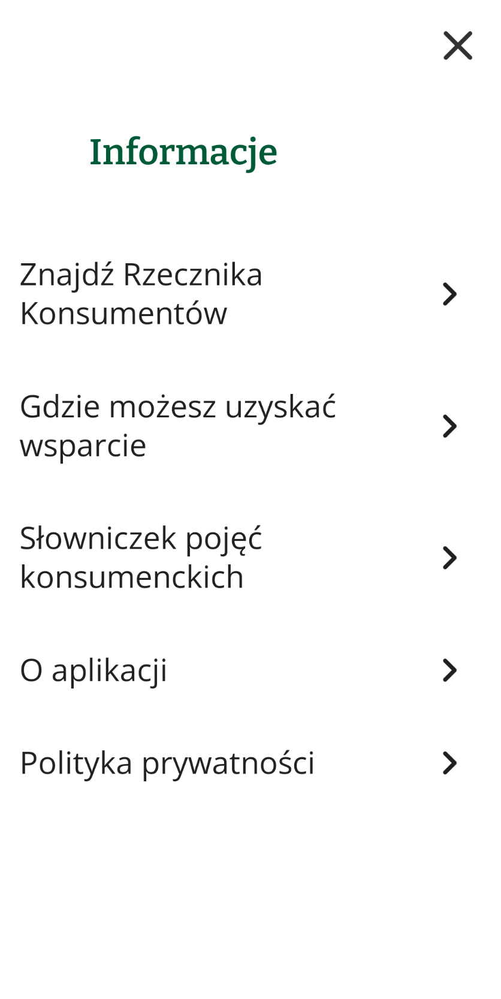 Informacje
Znajdź Rzecznika
Konsumentów
Gdzie możesz uzyskać
wsparcie
Słowniczek pojęć
konsumenckich
O aplikacji
Polityka prywatności